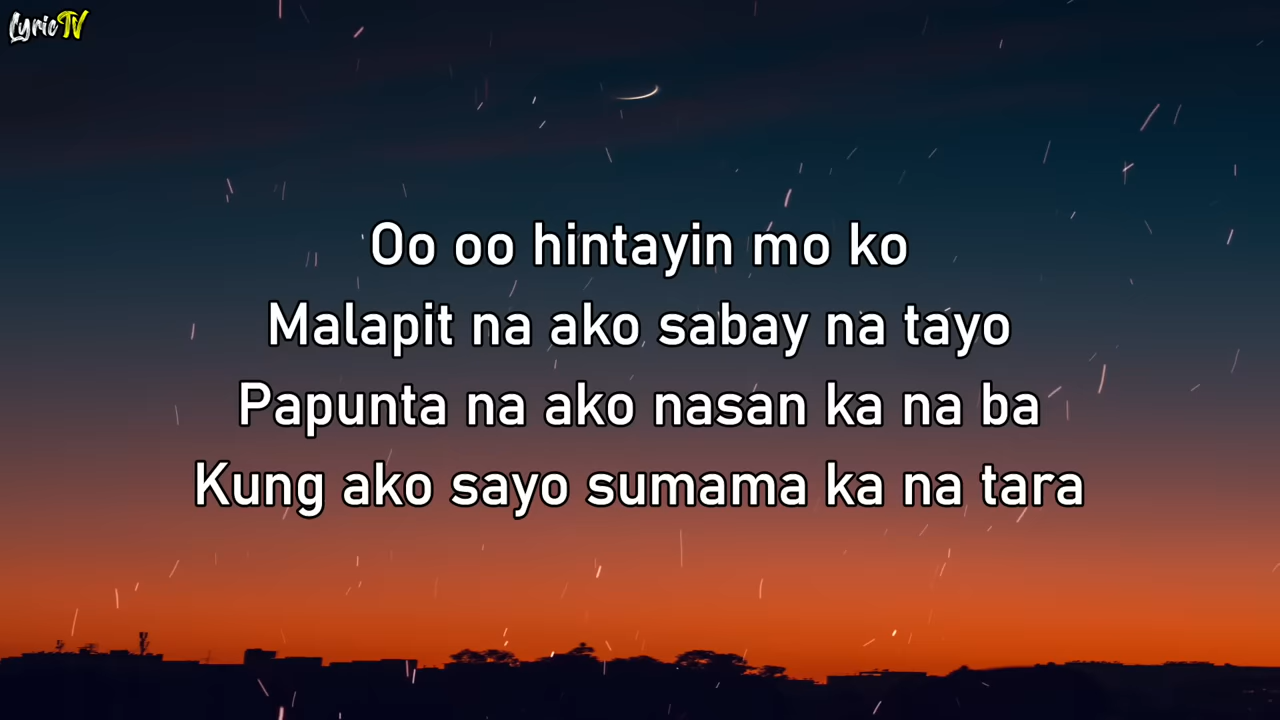 LyricTV
Oo oo hintayin mo ko
Malapit na ako sabay na tayo
Papunta na ako nasan ka na ba
Kung ako sayo sumama ka na tara